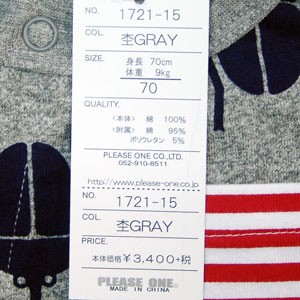 NO. 1721-15
COL. 杢GRAY
SIZE. 身長 70cm
体重 9kg
70
QUALITY.
〈本体〉 綿 100%
〈附属〉 綿 95%
ポリウレタン 5%
PLEASE ONE CO.LTD.
052-910-8511
http://www.please-one.co.jp
NO. 1721-15
COL. 杢GRAY
PRICE.
本体価格 ¥3,400+税
PLEASE ONE.
MADE IN CHINA